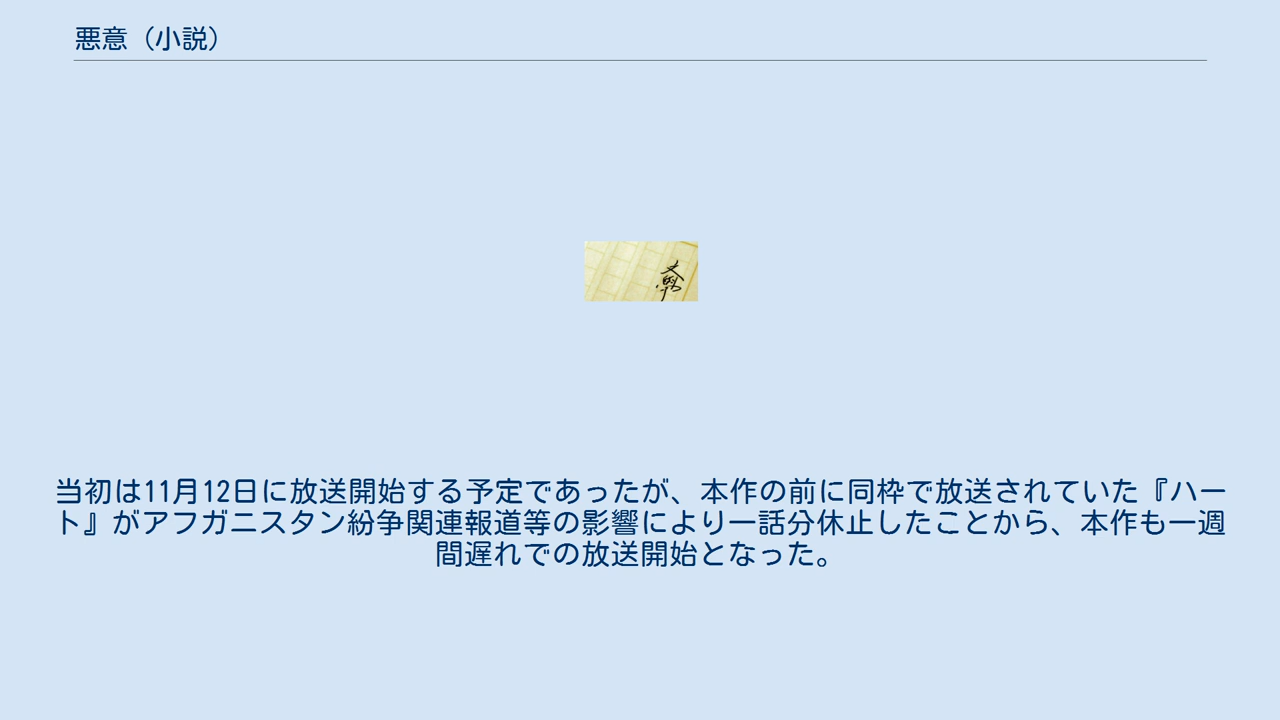 悪意（小説）
当初は11月12日に放送開始する予定であったが、本作の前に同枠で放送されていた『ハー
ト』がアフガニスタン紛争関連報道等の影響により一話分休止したことから、本作も一週
間遅れでの放送開始となった。